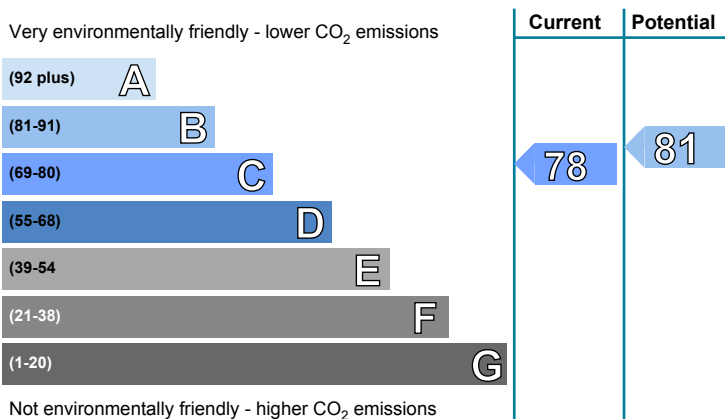 Current Potential
Very environmentally friendly - lower CO2 emissions
(92 plus) A
(81-91) B
(69-80) C
(55-68) D
(39-54 E
(21-38) F
(1-20) G
78
81
Not environmentally friendly - higher CO2 emissions